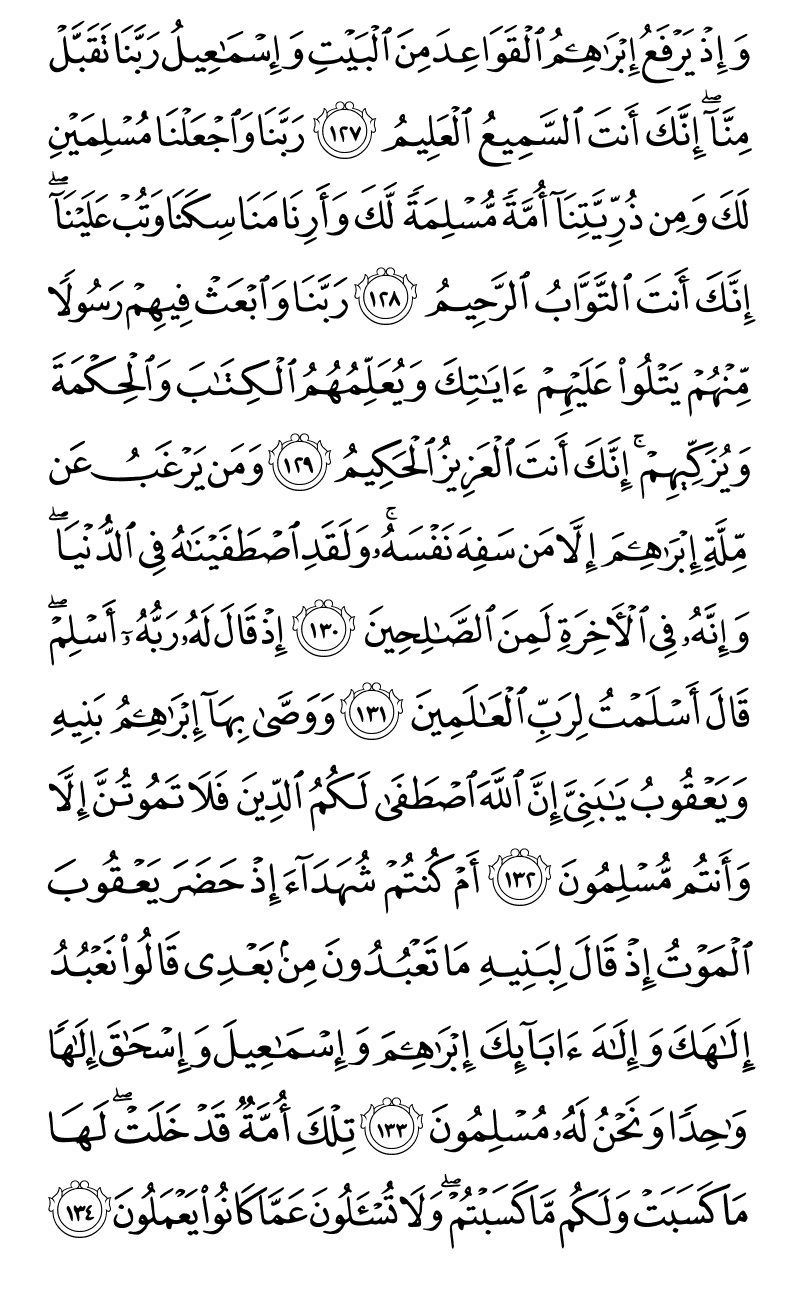 وَإِذْ يَرْفَعُ إِبْرَٰهِـۧمُ ٱلْقَوَاعِدَ مِنَ ٱلْبَيْتِ وَإِسْمَـٰعِيلُ رَبَّنَا تَقَبَّلْ
مِنَّآ ۖ إِنَّكَ أَنتَ ٱلسَّمِيعُ ٱلْعَلِيمُ ١٢٧ رَبَّنَا وَٱجْعَلْنَا مُسْلِمَيْنِ
لَكَ وَمِن ذُرِّيَّتِنَآ أُمَّةً مُّسْلِمَةً لَّكَ وَأَرِنَا مَنَاسِكَنَا وَتُبْ عَلَيْنَآ ۖ
إِنَّكَ أَنتَ ٱلتَّوَّابُ ٱلرَّحِيمُ ١٢٨ رَبَّنَا وَٱبْعَثْ فِيهِمْ رَسُولًا
مِّنْهُمْ يَتْلُوا۟ عَلَيْهِمْ ءَايَـٰتِكَ وَيُعَلِّمُهُمُ ٱلْكِتَـٰبَ وَٱلْحِكْمَةَ
وَيُزَكِّيهِمْ ۚ إِنَّكَ أَنتَ ٱلْعَزِيزُ ٱلْحَكِيمُ ١٢٩ وَمَن يَرْغَبُ عَن
مِّلَّةِ إِبْرَٰهِـۧمَ إِلَّا مَن سَفِهَ نَفْسَهُۥ ۚ وَلَقَدِ ٱصْطَفَيْنَـٰهُ فِى ٱلدُّنْيَا ۖ
وَإِنَّهُۥ فِى ٱلْـَٔاخِرَةِ لَمِنَ ٱلصَّـٰلِحِينَ ١٣٠ إِذْ قَالَ لَهُۥ رَبُّهُۥٓ أَسْلِمْ ۖ
قَالَ أَسْلَمْتُ لِرَبِّ ٱلْعَـٰلَمِينَ ١٣١ وَوَصَّىٰ بِهَآ إِبْرَٰهِـۧمُ بَنِيهِ
وَيَعْقُوبُ يَـٰبَنِىَّ إِنَّ ٱللَّهَ ٱصْطَفَىٰ لَكُمُ ٱلدِّينَ فَلَا تَمُوتُنَّ إِلَّا
وَأَنتُم مُّسْلِمُونَ ١٣٢ أَمْ كُنتُمْ شُهَدَآءَ إِذْ حَضَرَ يَعْقُوبَ
ٱلْمَوْتُ إِذْ قَالَ لِبَنِيهِ مَا تَعْبُدُونَ مِنۢ بَعْدِى قَالُوا۟ نَعْبُدُ
إِلَـٰهَكَ وَإِلَـٰهَ ءَابَآئِكَ إِبْرَٰهِـۧمَ وَإِسْمَـٰعِيلَ وَإِسْحَـٰقَ إِلَـٰهًا
وَٰحِدًا وَنَحْنُ لَهُۥ مُسْلِمُونَ ١٣٣ تِلْكَ أُمَّةٌ قَدْ خَلَتْ ۖ لَهَا
مَا كَسَبَتْ وَلَكُم مَّا كَسَبْتُمْ ۖ وَلَا تُسْـَٔلُونَ عَمَّا كَانُوا۟ يَعْمَلُونَ ١٣٤